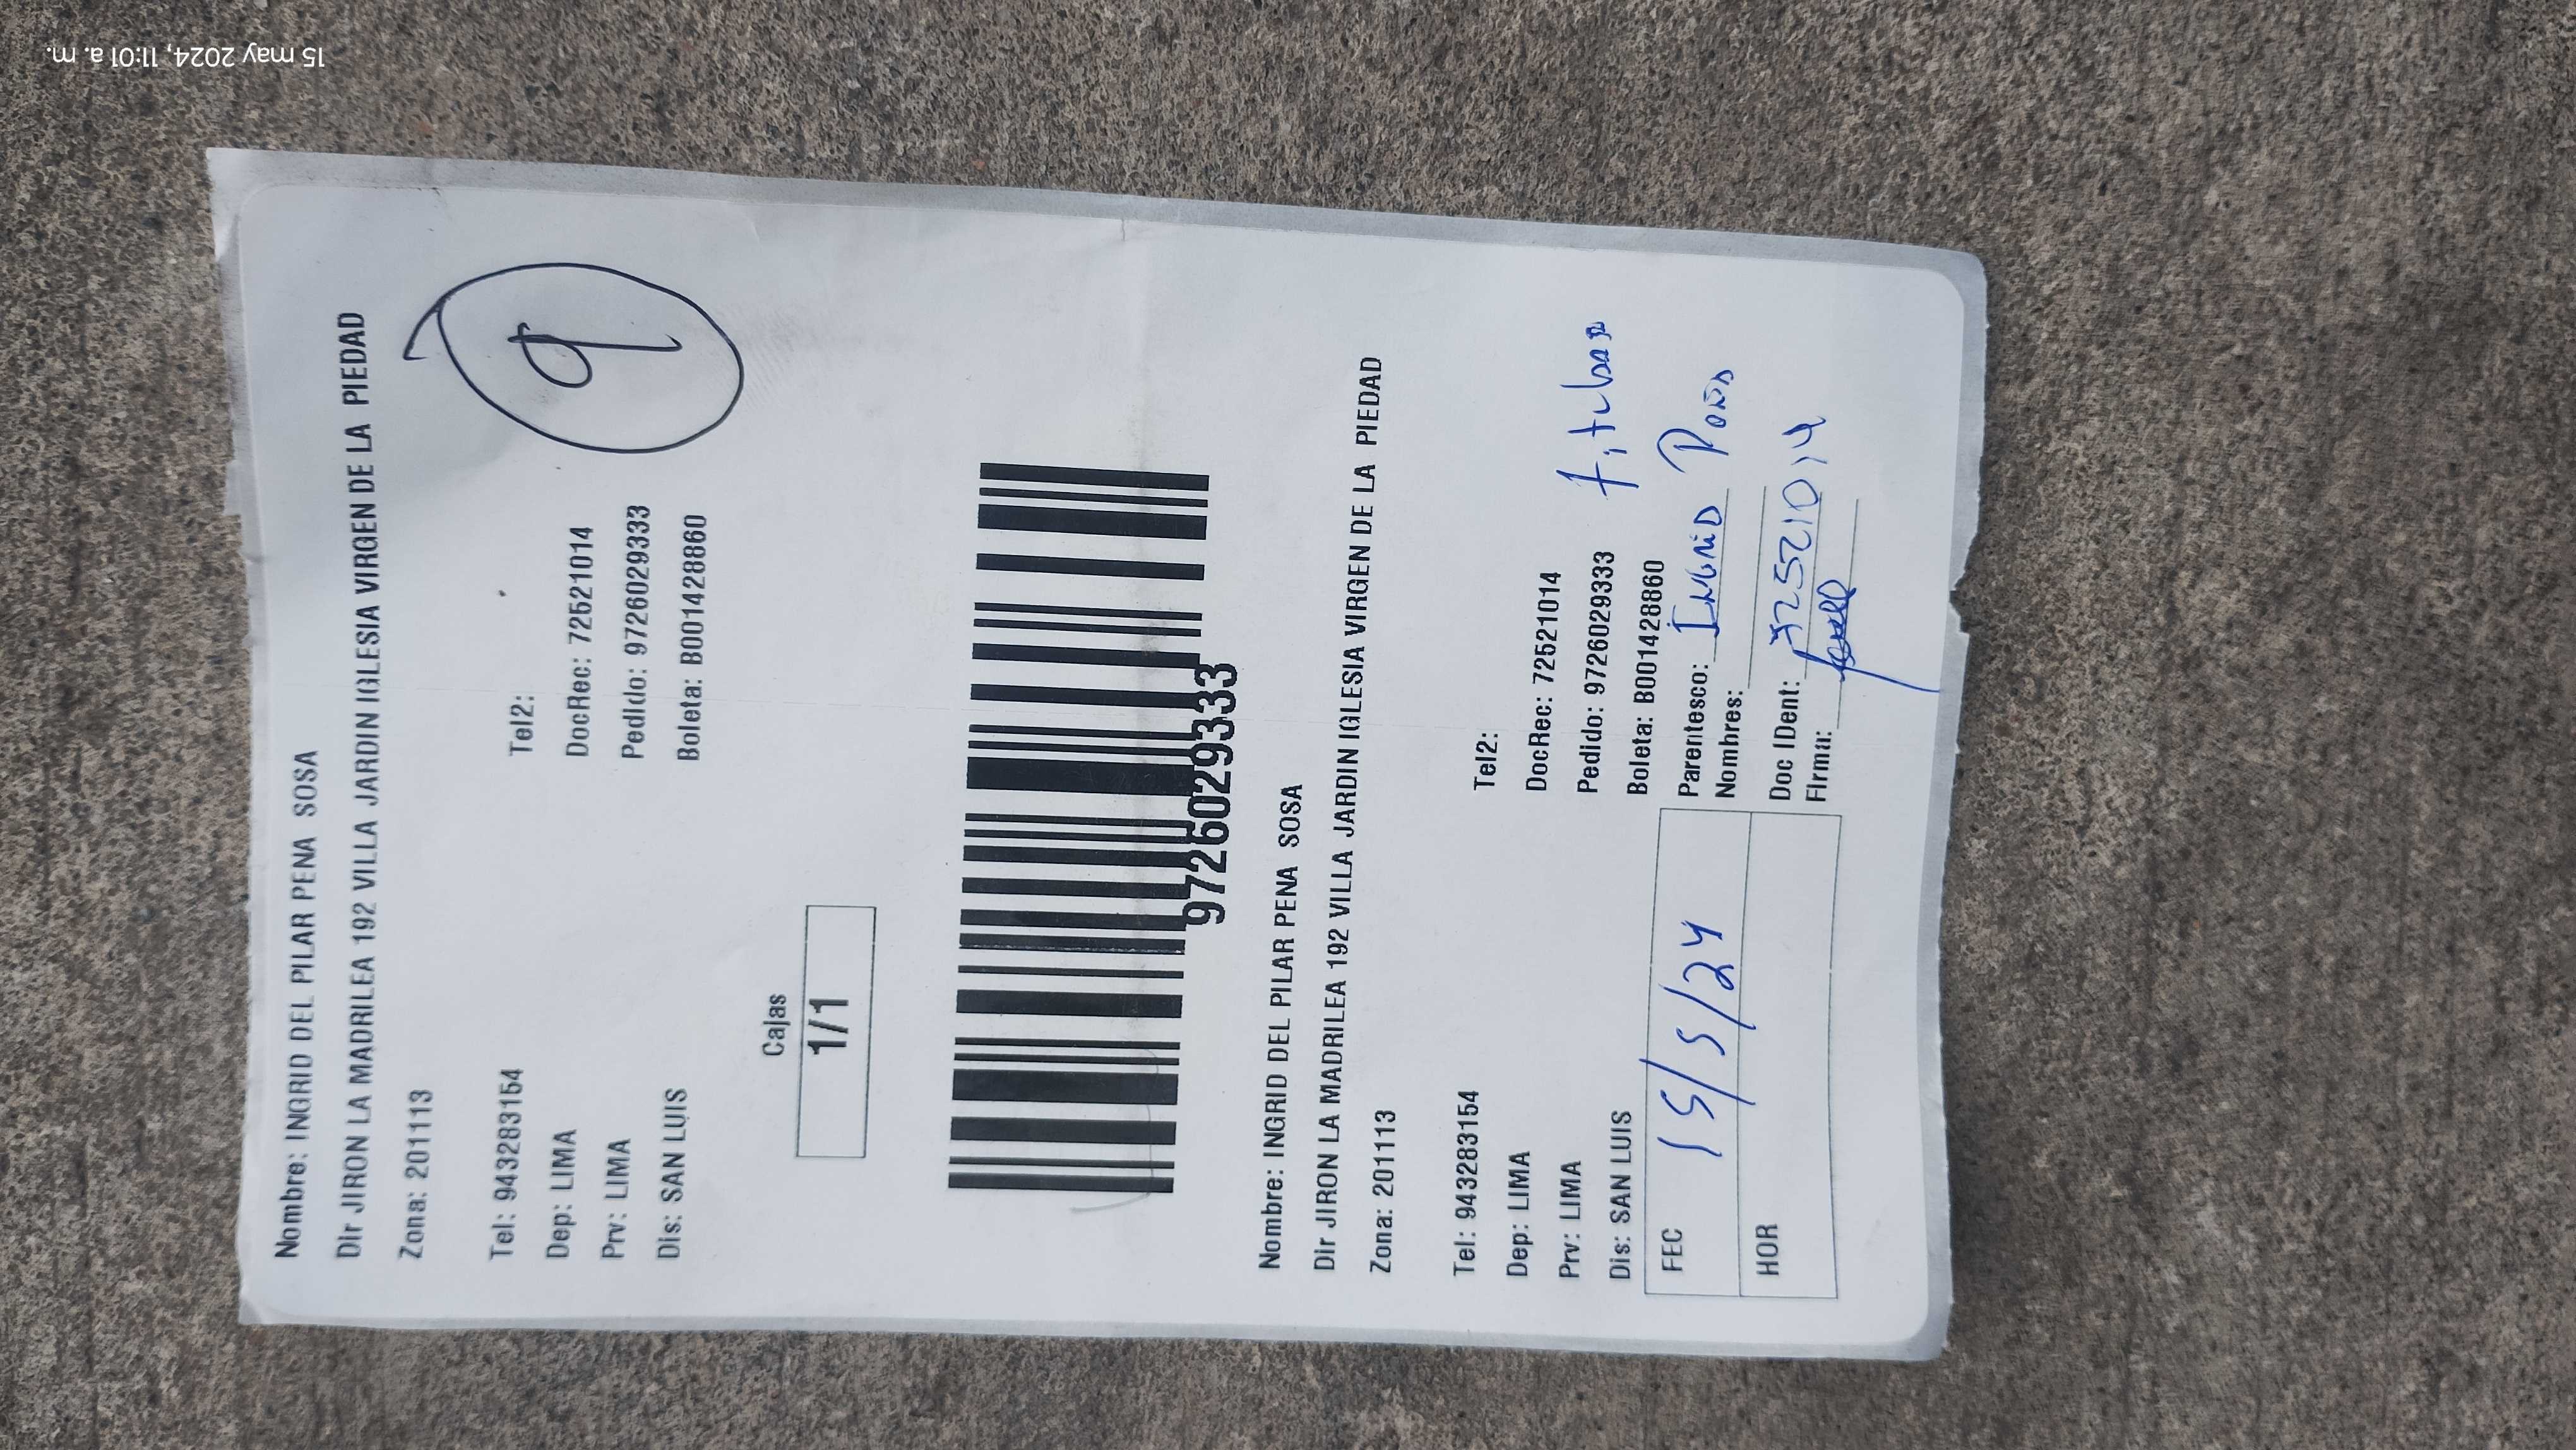 15 may 2024, 11:01 a. m.
Nombre: INGRID DEL PILAR PENA SOSA
Dir JIRON LA MADRILEA 192 VILLA JARDIN IGLESIA VIRGEN DE LA PIEDAD
Zona: 201113
9
Tel: 943283154 Tel2:
Dep: LIMA DocRec: 72521014
Prv: LIMA Pedido: 9726029333
Dis: SAN LUIS Boleta: B001428860
Cajas
1/1
9726029333
Nombre: INGRID DEL PILAR PENA SOSA
Dir JIRON LA MADRILEA 192 VILLA JARDIN IGLESIA VIRGEN DE LA PIEDAD
Zona: 201113
Tel: 943283154 Tel2:
Dep: LIMA DocRec: 72521014
Prv: LIMA Pedido: 9726029333
Dis: SAN LUIS Boleta: B001428860
FEC 15/5/24 Parentesco: INGRID
Nombres:
HOR Doc IDent: 72521014
Firma: